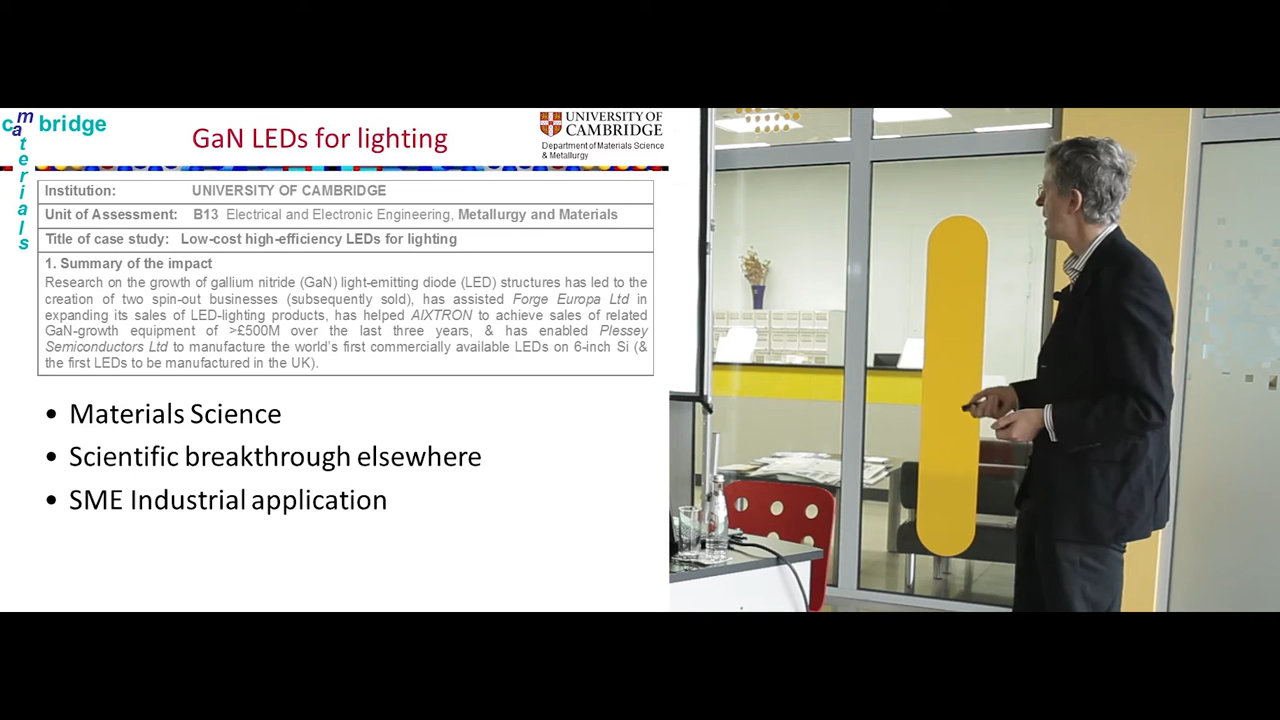 cambridge
materials
GaN LEDs for lighting
UNIVERSITY OF
CAMBRIDGE
Department of Materials Science
& Metallurgy
Institution: UNIVERSITY OF CAMBRIDGE
Unit of Assessment: B13 Electrical and Electronic Engineering, Metallurgy and Materials
Title of case study: Low-cost high-efficiency LEDs for lighting
1. Summary of the impact
Research on the growth of gallium nitride (GaN) light-emitting diode (LED) structures has led to the
creation of two spin-out businesses (subsequently sold), has assisted Forge Europa Ltd in
expanding its sales of LED-lighting products, has helped AIXTRON to achieve sales of related
GaN-growth equipment of >£500M over the last three years, & has enabled Plessey
Semiconductors Ltd to manufacture the world's first commercially available LEDs on 6-inch Si (&
the first LEDs to be manufactured in the UK).
• Materials Science
• Scientific breakthrough elsewhere
• SME Industrial application